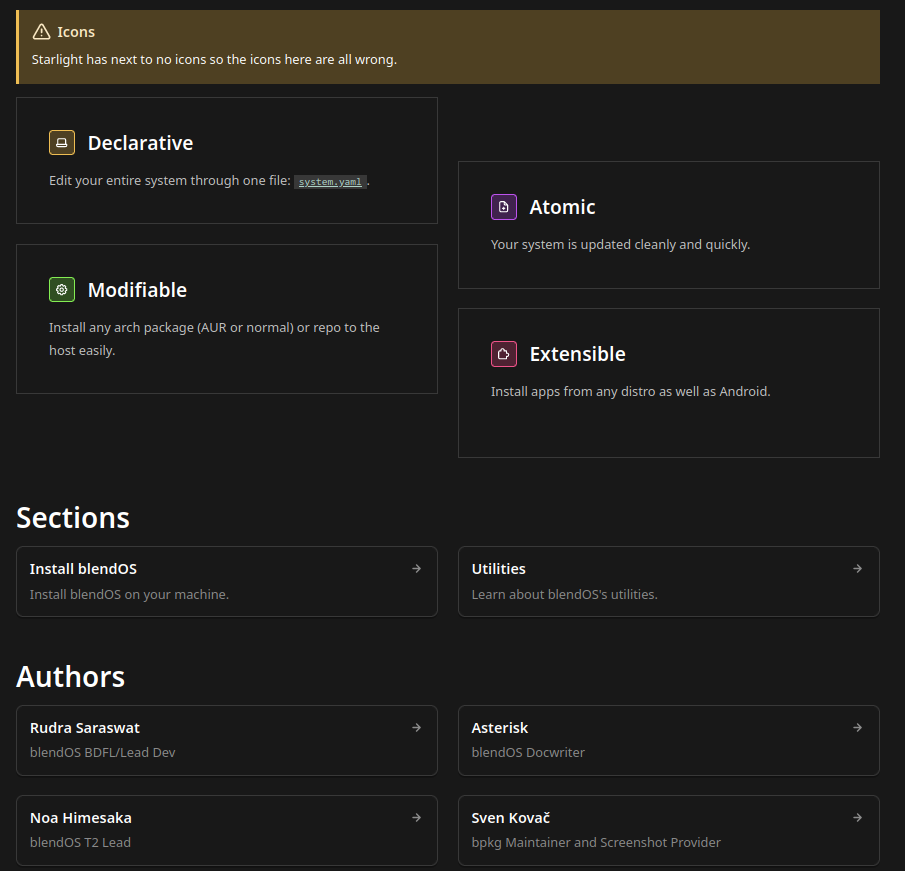 Icons
Starlight has next to no icons so the icons here are all wrong.
Declarative
Edit your entire system through one file: system.yaml.
Atomic
Your system is updated cleanly and quickly.
Modifiable
Install any arch package (AUR or normal) or repo to the
host easily.
Extensible
Install apps from any distro as well as Android.
Sections
Install blendOS
Install blendOS on your machine.
Utilities
Learn about blendOS's utilities.
Authors
Rudra Saraswat
blendOS BDFL/Lead Dev
Asterisk
blendOS Docwriter
Noa Himesaka
blendOS T2 Lead
Sven Kovač
bpkg Maintainer and Screenshot Provider